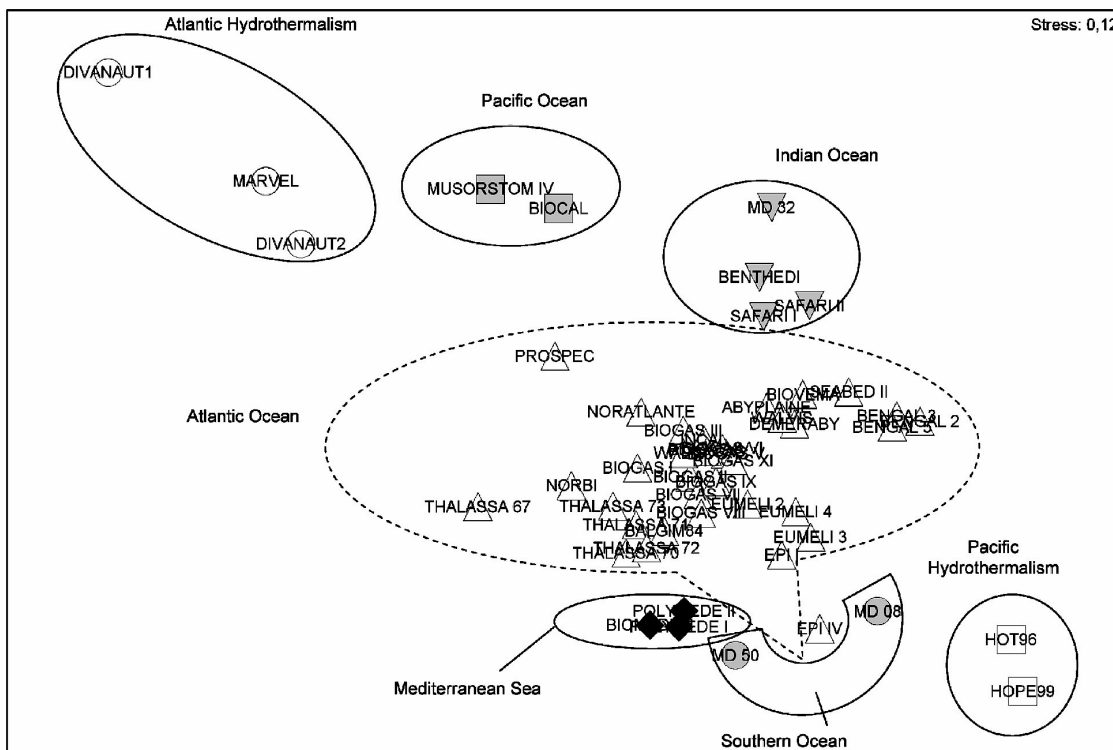 Atlantic Hydrothermalism
Stress: 0,12
DIVANAUT1
Pacific Ocean
Indian Ocean
MARVEL
MUSORSTOM IV
BIOCAL
MD 32
DIVANAUT2
BENTHEDI
SAFARI II
SAFARI I
PROSPEC
Atlantic Ocean
SEABED II
BIOVEMA
ABYPLAINE
NORATLANTE
WALVIS
BENGAL 3
BENGAL 2
DEMERABY
BENGAL 5
BIOGAS III
INCAL
BIOGAS XI
BIOGAS I
BIOGAS II
BIOGAS IX
NORBI
BIOGAS VII
THALASSA 67
THALASSA 73
EUMELI 2
BIOGAS VIII
EUMELI 4
THALASSA 71
BALGIM84
EUMELI 3
THALASSA 72
THALASSA 70
EPI I
Pacific
Hydrothermalism
POLYMEDE II
MD 08
POLYMEDE I
EPI IV
HOT96
MD 50
Mediterranean Sea
HOPE99
Southern Ocean